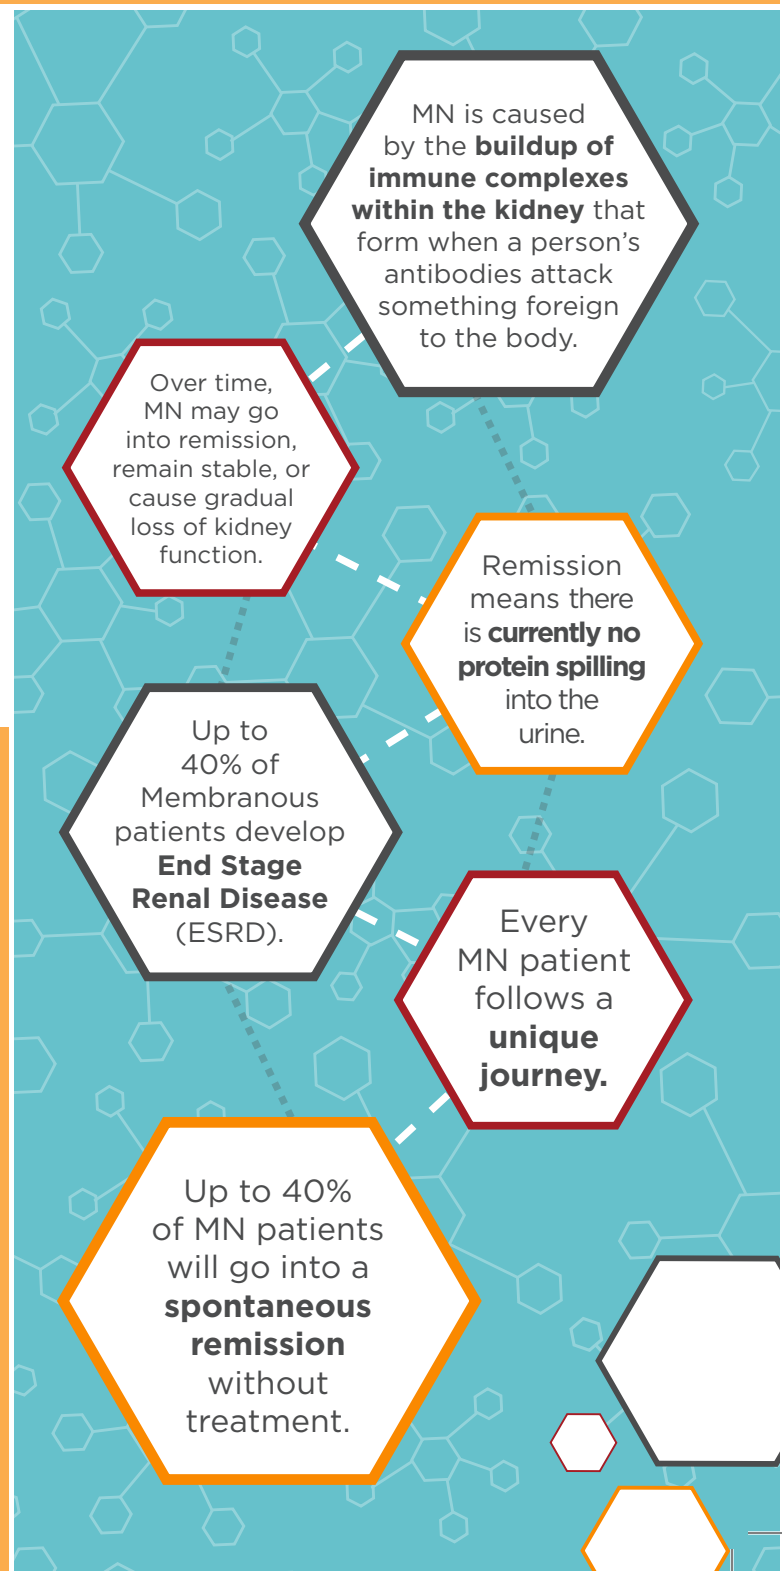 MN is caused
by the buildup of
immune complexes
within the kidney that
form when a person’s
antibodies attack
something foreign
to the body.
Over time,
MN may go
into remission,
remain stable, or
cause gradual
loss of kidney
function.
Remission
means there
is currently no
protein spilling
into the
urine.
Up to
40% of
Membranous
patients develop
End Stage
Renal Disease
(ESRD).
Every
MN patient
follows a
unique
journey.
Up to 40%
of MN patients
will go into a
spontaneous
remission
without
treatment.